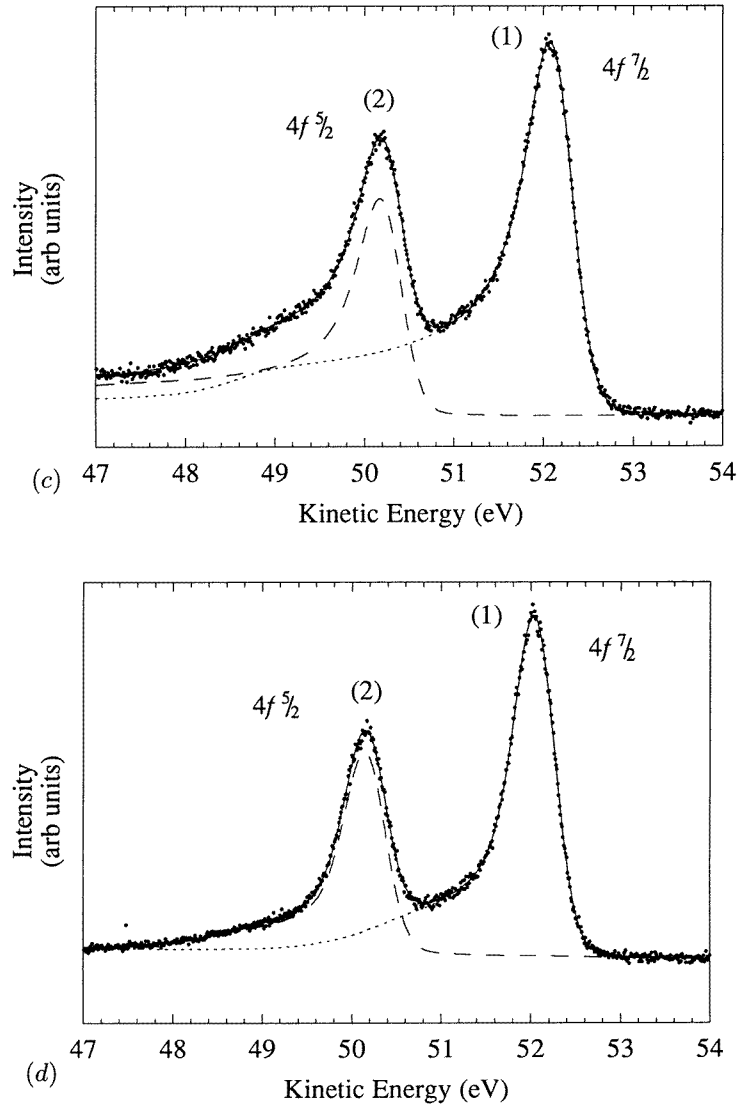 (1)
4f 7/2
(2)
4f 5/2
Intensity
(arb units)
47 48 49 50 51 52 53 54
(c)
Kinetic Energy (eV)
(1)
4f 7/2
(2)
4f 5/2
Intensity
(arb units)
47 48 49 50 51 52 53 54
(d)
Kinetic Energy (eV)